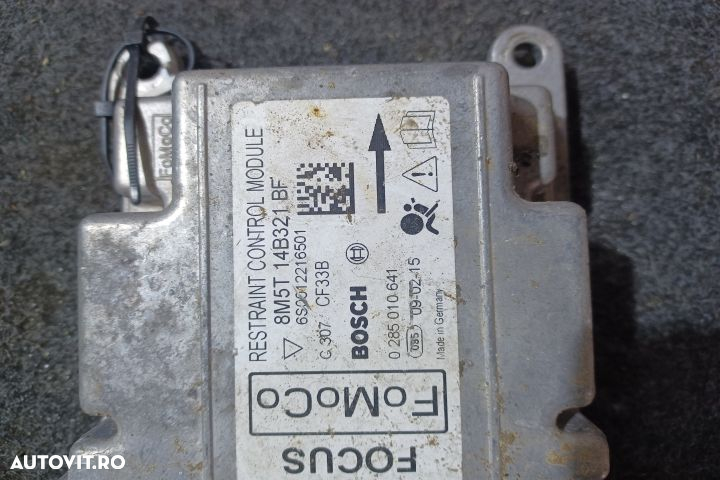 RESTRAINT CONTROL MODULE
8M5T 14B321 BF
6S0612216501
C 307 CF33B
BOSCH
0 285 010 641
035 09-02-15
Made in Germany
FoMoCo
FOCUS
FoMoCo
AUTOVIT.RO